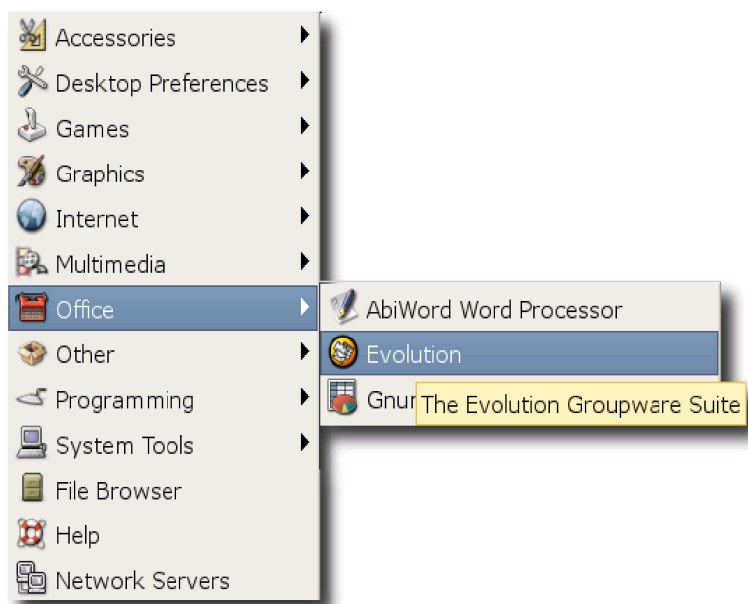 Accessories
Desktop Preferences
Games
Graphics
Internet
Multimedia
Office
AbiWord Word Processor
Other
Evolution
Programming
The Evolution Groupware Suite
System Tools
File Browser
Help
Network Servers